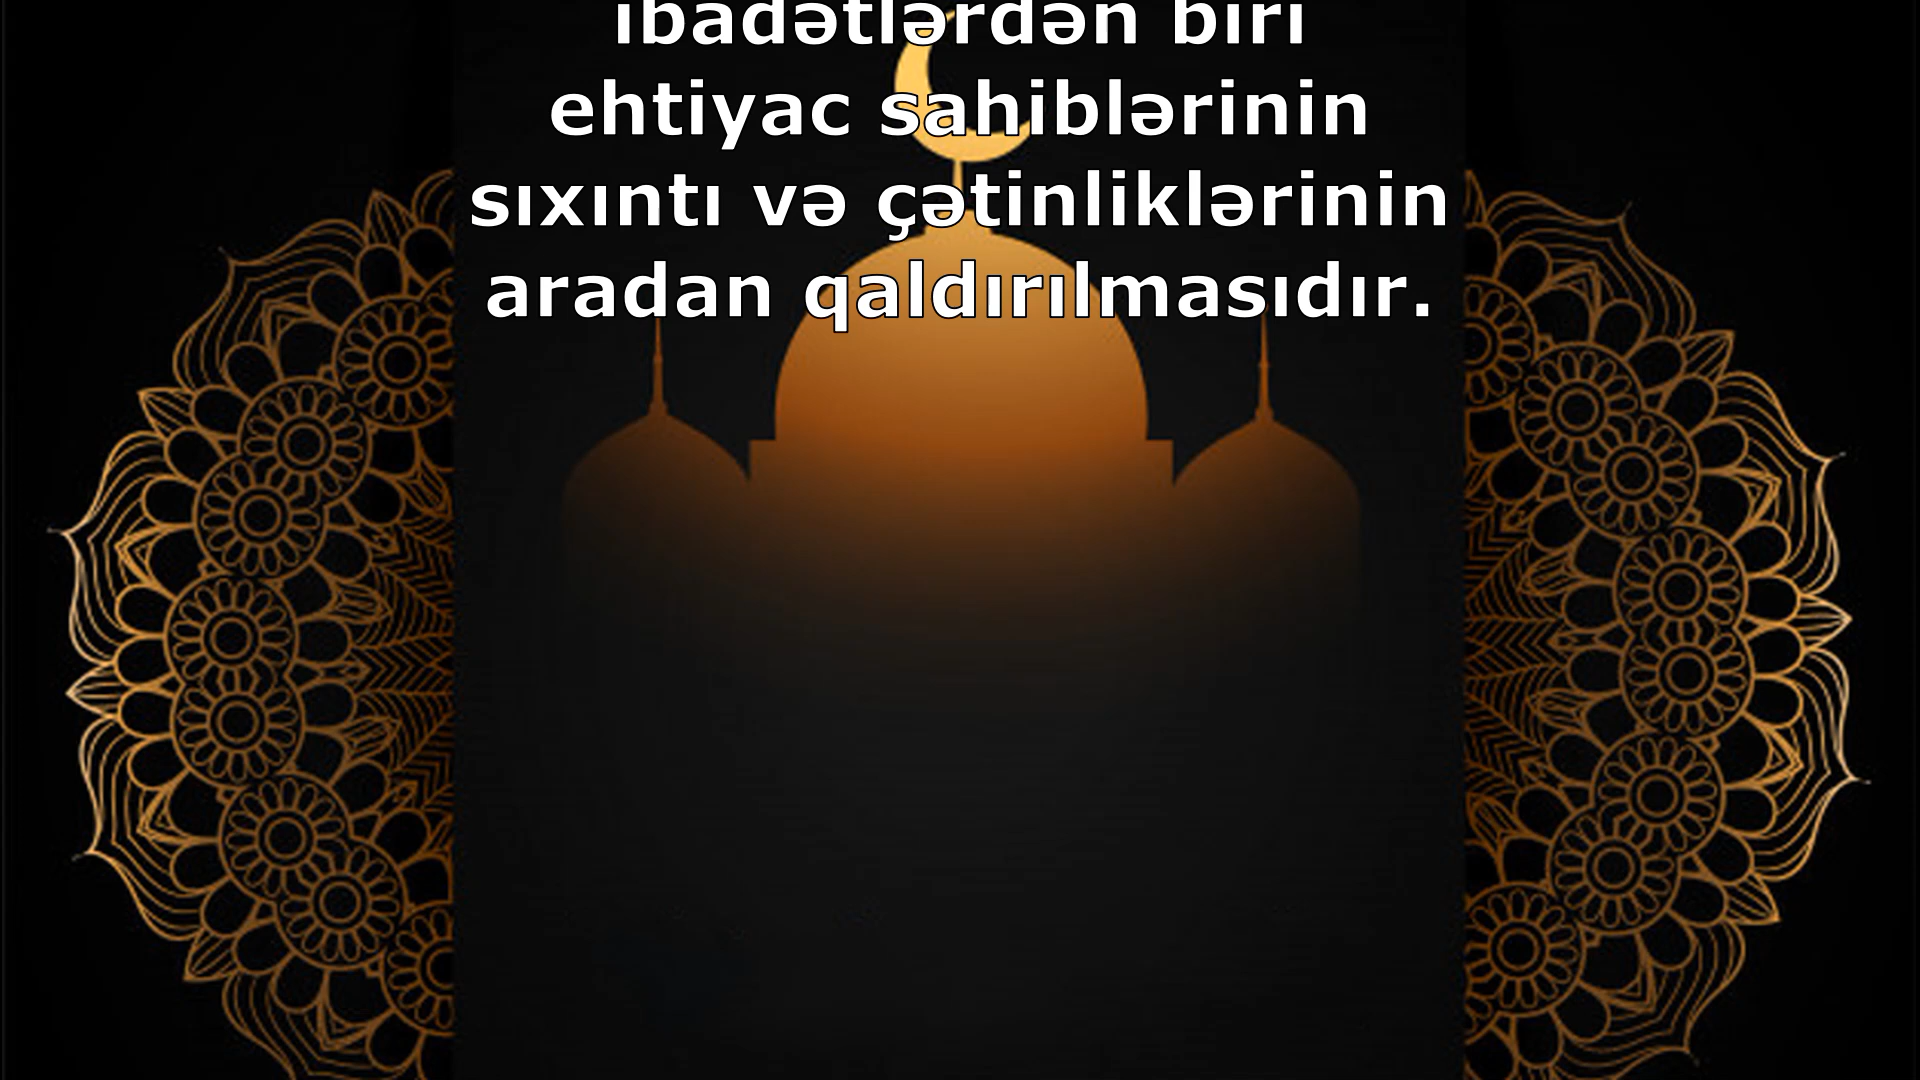 ibadətlərdən biri
ehtiyac sahiblərinin
sıxıntı və çətinliklərinin
aradan qaldırılmasıdır.